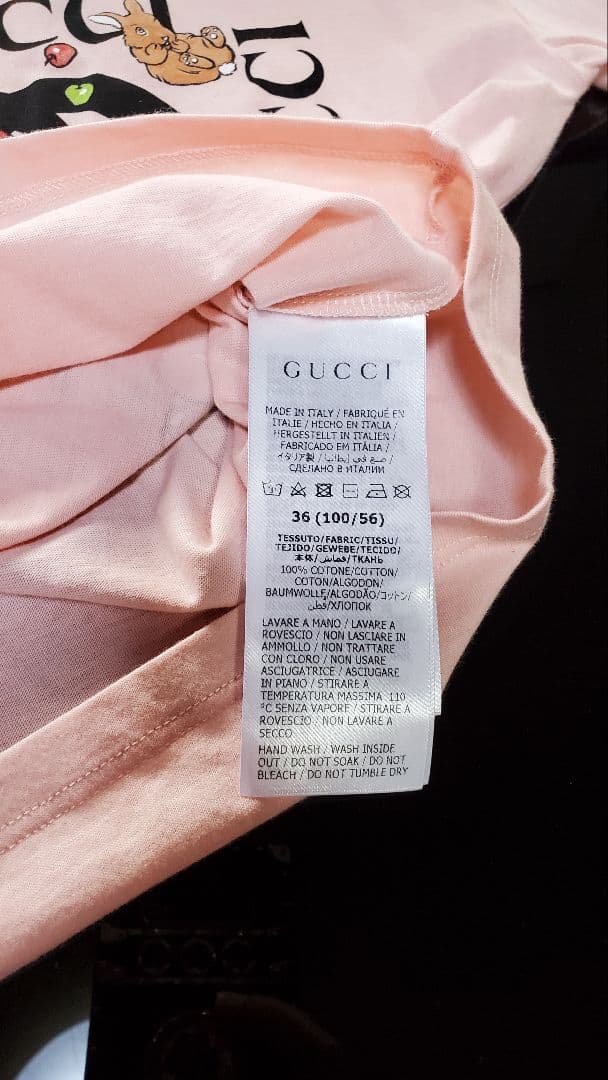 GUCCI
GUCCI
MADE IN ITALY / FABRIQUÉ EN
ITALIE / HECHO EN ITALIA /
HERGESTELLT IN ITALIEN /
FABRICADO EM ITÁLIA /
イタリア製 / صنع في إيطاليا /
СДЕЛАНО В ИТАЛИИ
36 (100/56)
TESSUTO/FABRIC/TISSU/
TEJIDO/GEWEBE/TECIDO/
本体/قماش/ТКАНЬ
100% COTONE/COTTON/
COTON/ALGODON/
BAUMWOLLE/ALGODÃO/コットン/
قطن/ХЛОПОК
LAVARE A MANO / LAVARE A
ROVESCIO / NON LASCIARE IN
AMMOLLO / NON TRATTARE
CON CLORO / NON USARE
ASCIUGATRICE / ASCIUGARE
IN PIANO / STIRARE A
TEMPERATURA MASSIMA 110
°C SENZA VAPORE / STIRARE A
ROVESCIO / NON LAVARE A
SECCO
HAND WASH / WASH INSIDE
OUT / DO NOT SOAK / DO NOT
BLEACH / DO NOT TUMBLE DRY